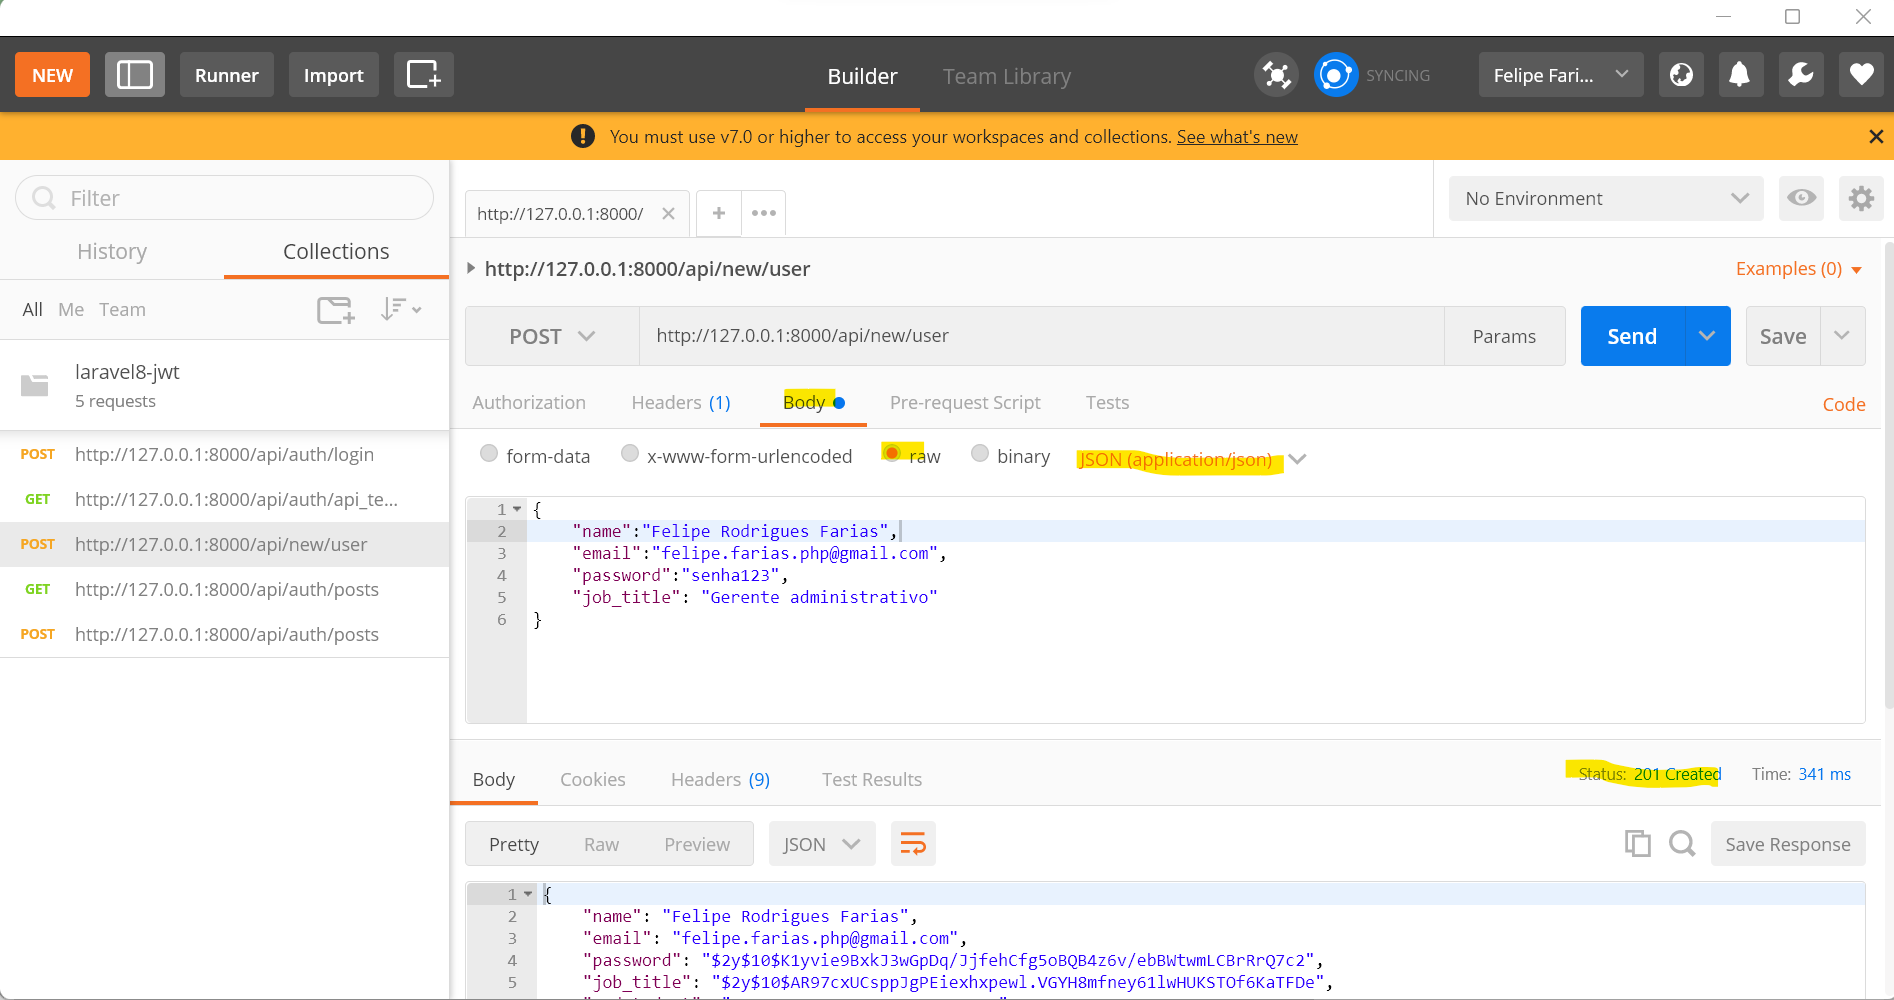 NEW Runner Import Builder Team Library SYNCING Felipe Fari...
You must use v7.0 or higher to access your workspaces and collections. See what's new
Filter
History Collections
All Me Team
laravel8-jwt
5 requests
POST http://127.0.0.1:8000/api/auth/login
GET http://127.0.0.1:8000/api/auth/api_te...
POST http://127.0.0.1:8000/api/new/user
GET http://127.0.0.1:8000/api/auth/posts
POST http://127.0.0.1:8000/api/auth/posts
http://127.0.0.1:8000/
No Environment
http://127.0.0.1:8000/api/new/user
Examples (0)
POST http://127.0.0.1:8000/api/new/user Params Send Save
Authorization Headers (1) Body Pre-request Script Tests Code
form-data x-www-form-urlencoded raw binary JSON (application/json)
1 {
2 "name":"Felipe Rodrigues Farias",
3 "email":"felipe.farias.php@gmail.com",
4 "password":"senha123",
5 "job_title": "Gerente administrativo"
6 }
Body Cookies Headers (9) Test Results Status: 201 Created Time: 341 ms
Pretty Raw Preview JSON Save Response
1 {
2 "name": "Felipe Rodrigues Farias",
3 "email": "felipe.farias.php@gmail.com",
4 "password": "$2y$10$K1yvie9BxkJ3wGpDq/JjfehCfg5oBQB4z6v/ebBWtwmLCBrRrQ7c2",
5 "job_title": "$2y$10$AR97cxUCsppJgPEiexhxpewl.VGYH8mfney61lwHUKSTOf6KaTFDe",